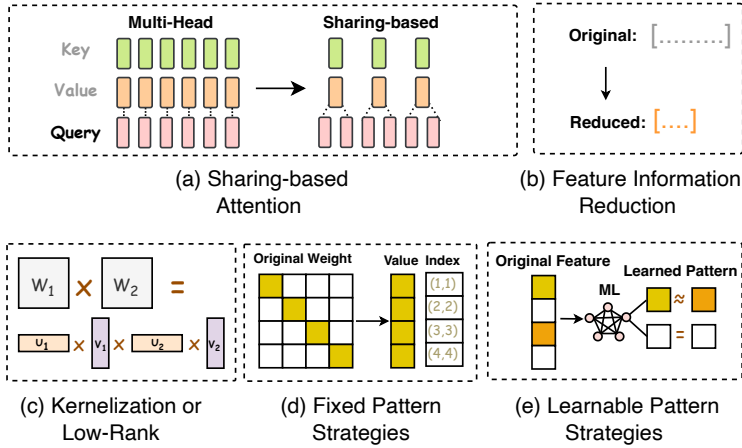 Multi-Head
Sharing-based
Key
Value
Query
(a) Sharing-based
Attention
Original: [.........]
Reduced: [....]
(b) Feature Information
Reduction
W1 × W2 =
U1 × V1 × U2 × V2
(c) Kernelization or
Low-Rank
Original Weight
Value
Index
(1,1)
(2,2)
(3,3)
(4,4)
(d) Fixed Pattern
Strategies
Original Feature
ML
Learned Pattern
≈
=
(e) Learnable Pattern
Strategies